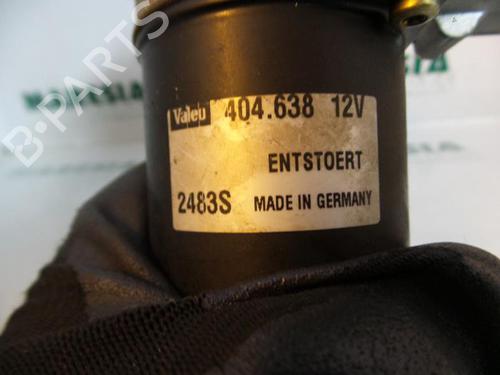 B-PARTS
Valeo 404.638 12V
ENTSTOERT
2483S MADE IN GERMANY